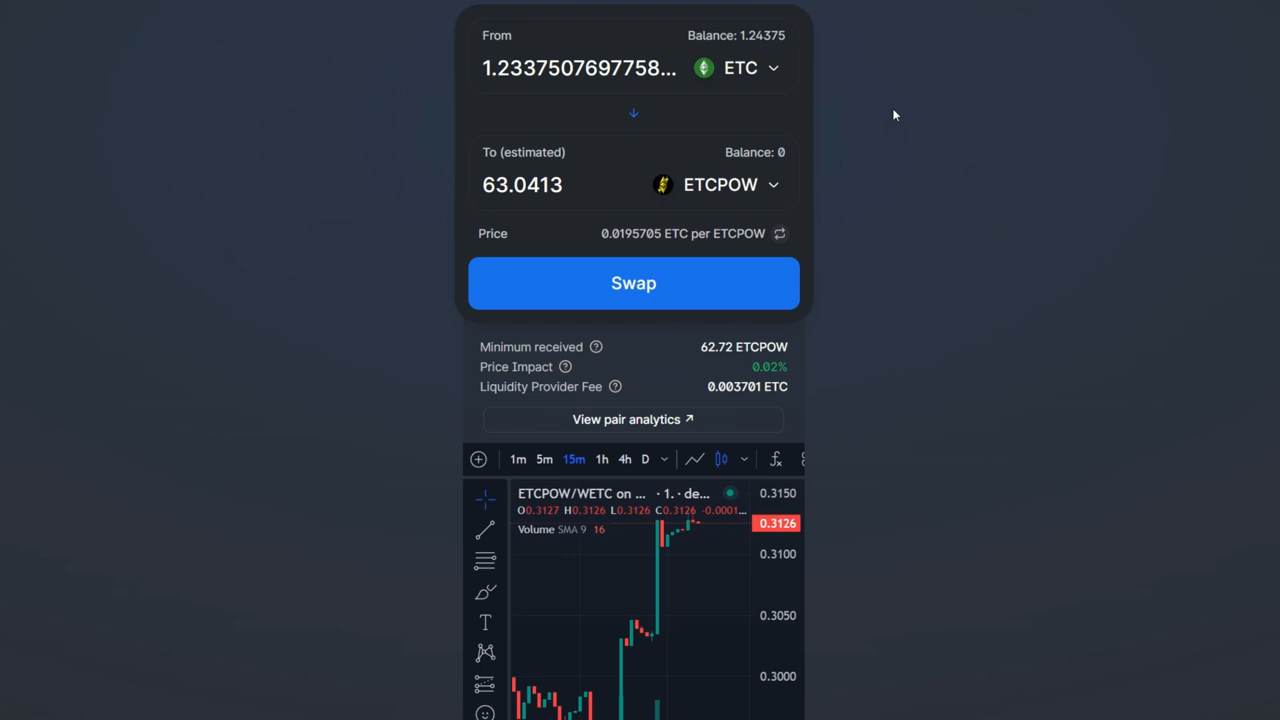 From Balance: 1.24375
1.2337507697758... ETC
To (estimated) Balance: 0
63.0413 ETCPOW
Price 0.0195705 ETC per ETCPOW
Swap
Minimum received 62.72 ETCPOW
Price Impact 0.02%
Liquidity Provider Fee 0.003701 ETC
View pair analytics ↗
1m 5m 15m 1h 4h D
ETCPOW/WETC on ... · 1. · de... 0.3150
O0.3127 H0.3126 L0.3126 C0.3126 -0.0001...
0.3126
Volume SMA 9 16
0.3100
0.3050
0.3000